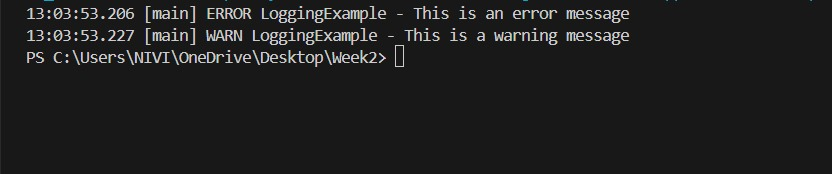 13:03:53.206 [main] ERROR LoggingExample - This is an error message
13:03:53.227 [main] WARN LoggingExample - This is a warning message
PS C:\Users\NIVI\OneDrive\Desktop\Week2>